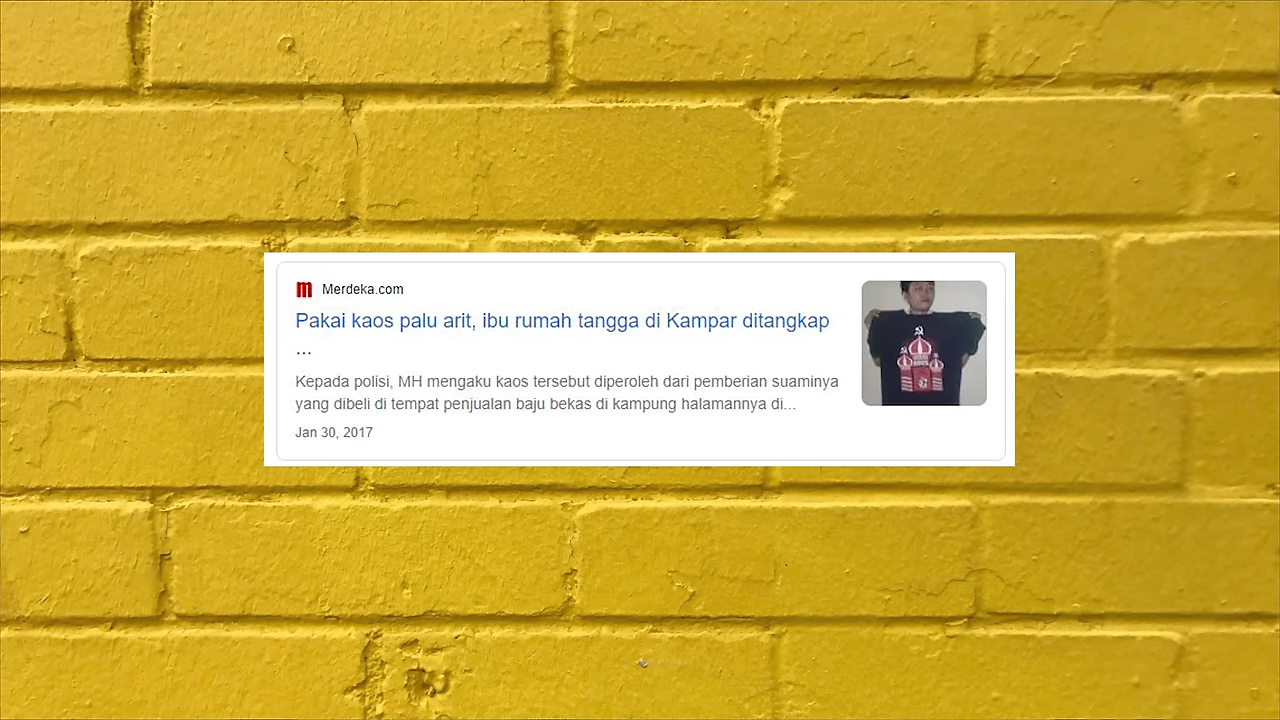 Merdeka.com
Pakai kaos palu arit, ibu rumah tangga di Kampar ditangkap
...
Kepada polisi, MH mengaku kaos tersebut diperoleh dari pemberian suaminya
yang dibeli di tempat penjualan baju bekas di kampung halamannya di...
Jan 30, 2017